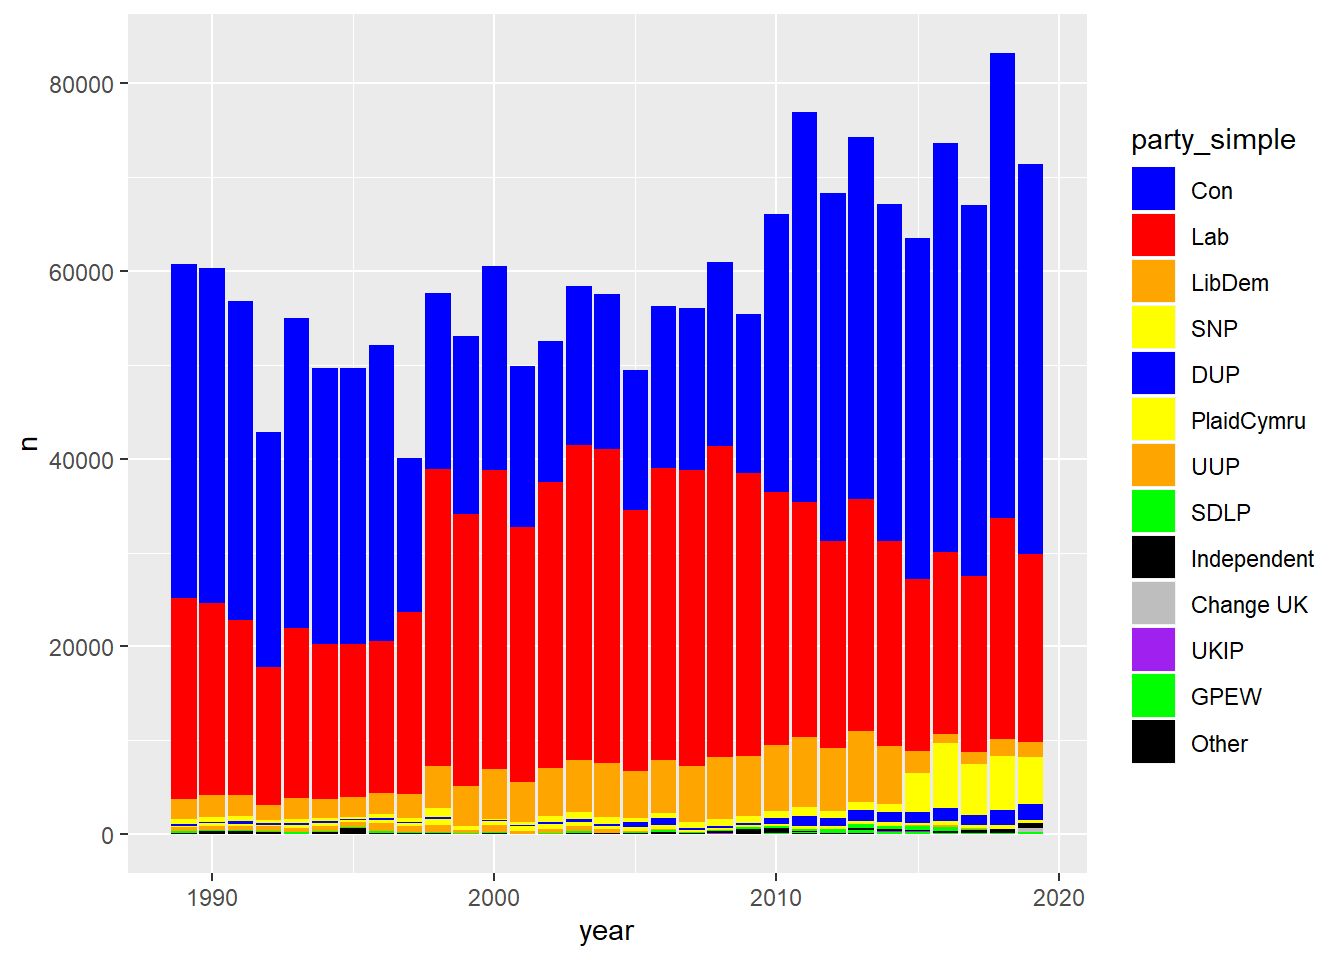 80000
60000
40000
20000
0
n
1990
2000
2010
2020
year
party_simple
Con
Lab
LibDem
SNP
DUP
PlaidCymru
UUP
SDLP
Independent
Change UK
UKIP
GPEW
Other